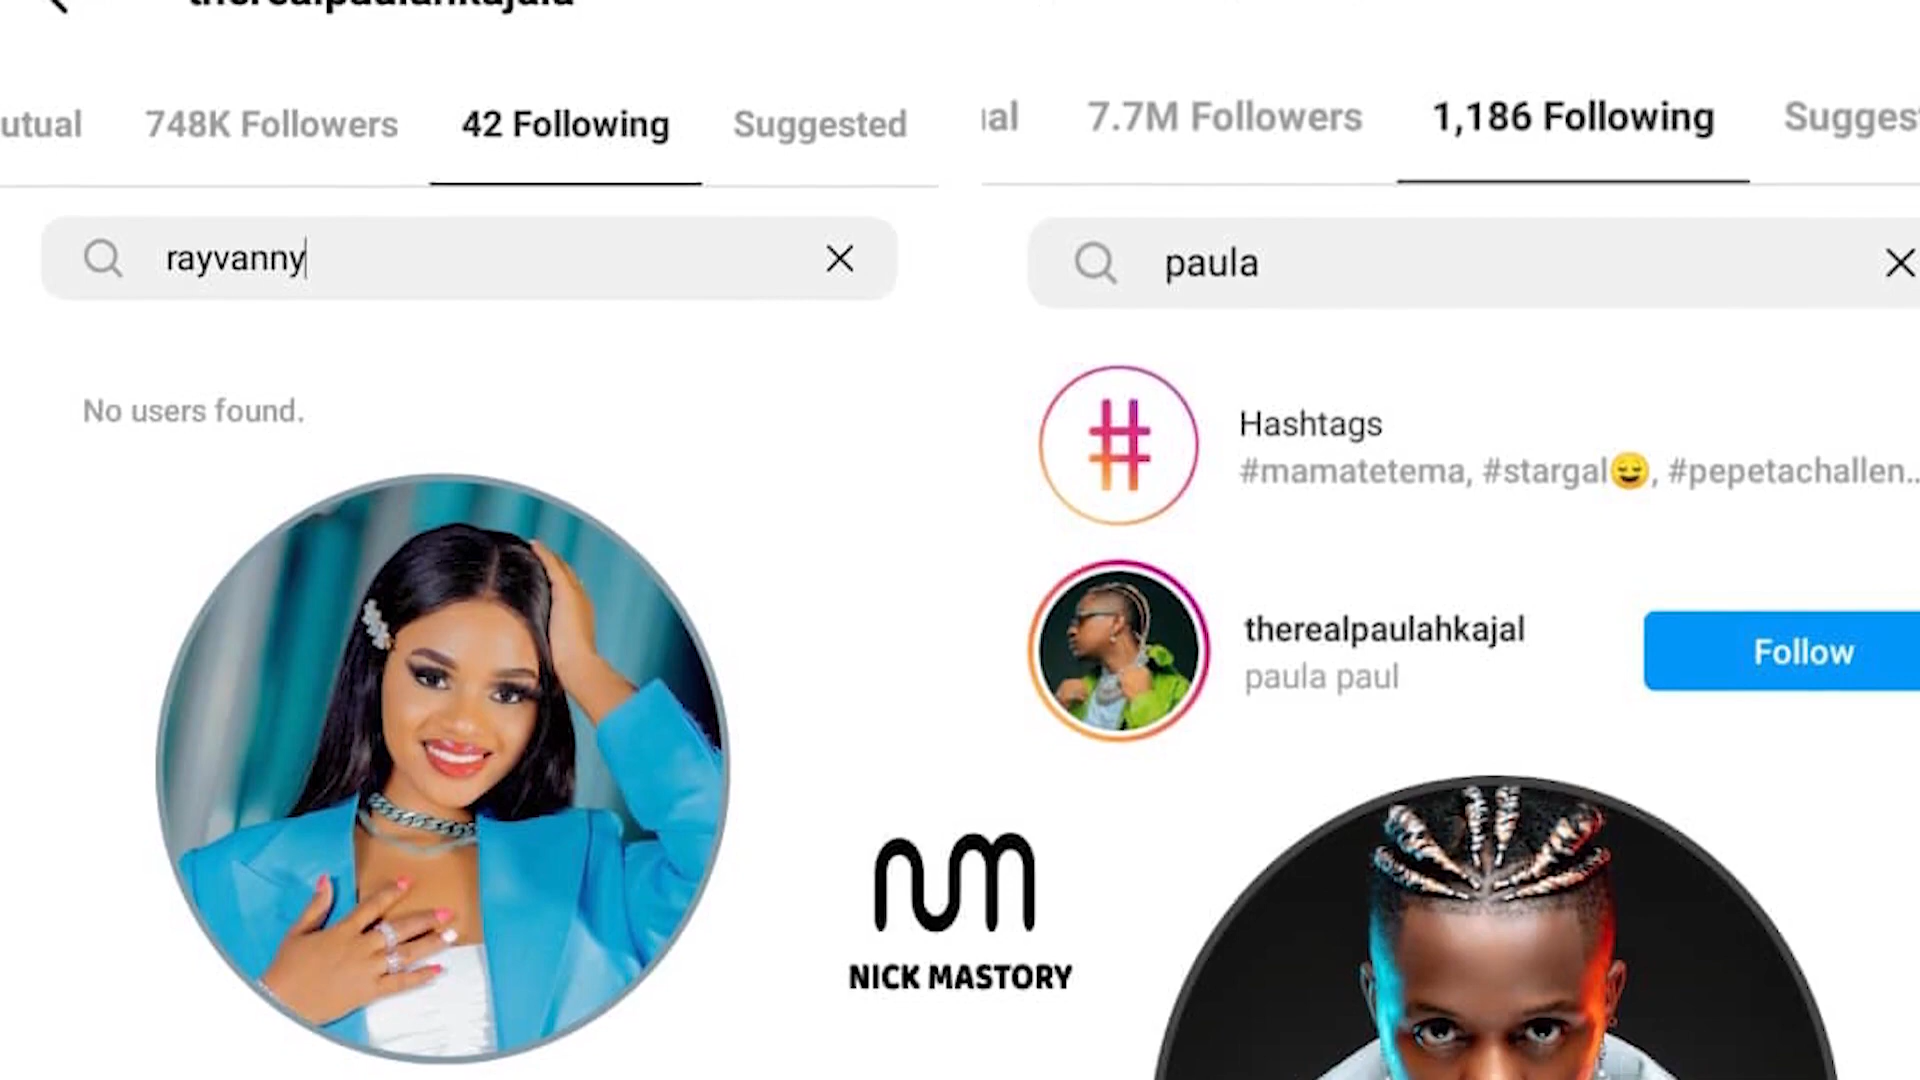 therealpaulahkajala
utual 748K Followers 42 Following Suggested
rayvanny
No users found.
7.7M Followers 1,186 Following Sugges
paula
Hashtags
#mamatetema, #stargal😌, #pepetachallen...
therealpaulahkajal
paula paul
Follow
NICK MASTORY